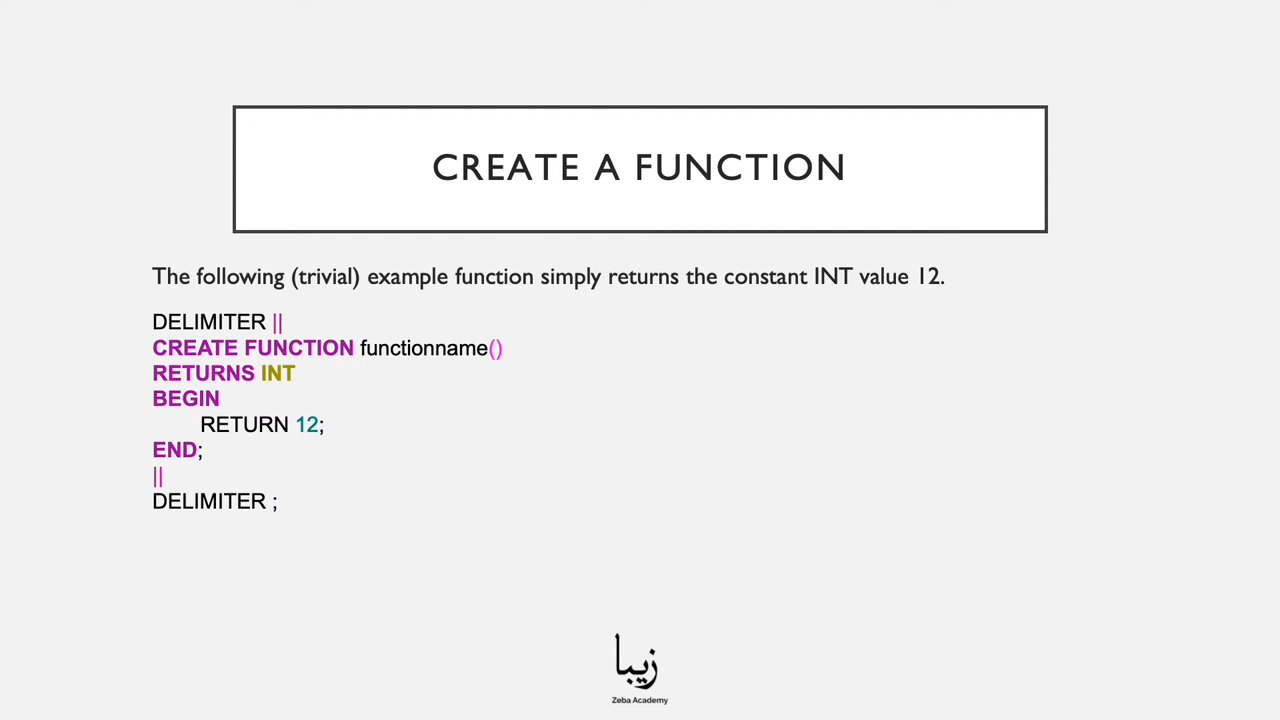 CREATE A FUNCTION
The following (trivial) example function simply returns the constant INT value 12.
DELIMITER ||
CREATE FUNCTION functionname()
RETURNS INT
BEGIN
RETURN 12;
END;
||
DELIMITER ;
زیبا
Zeba Academy